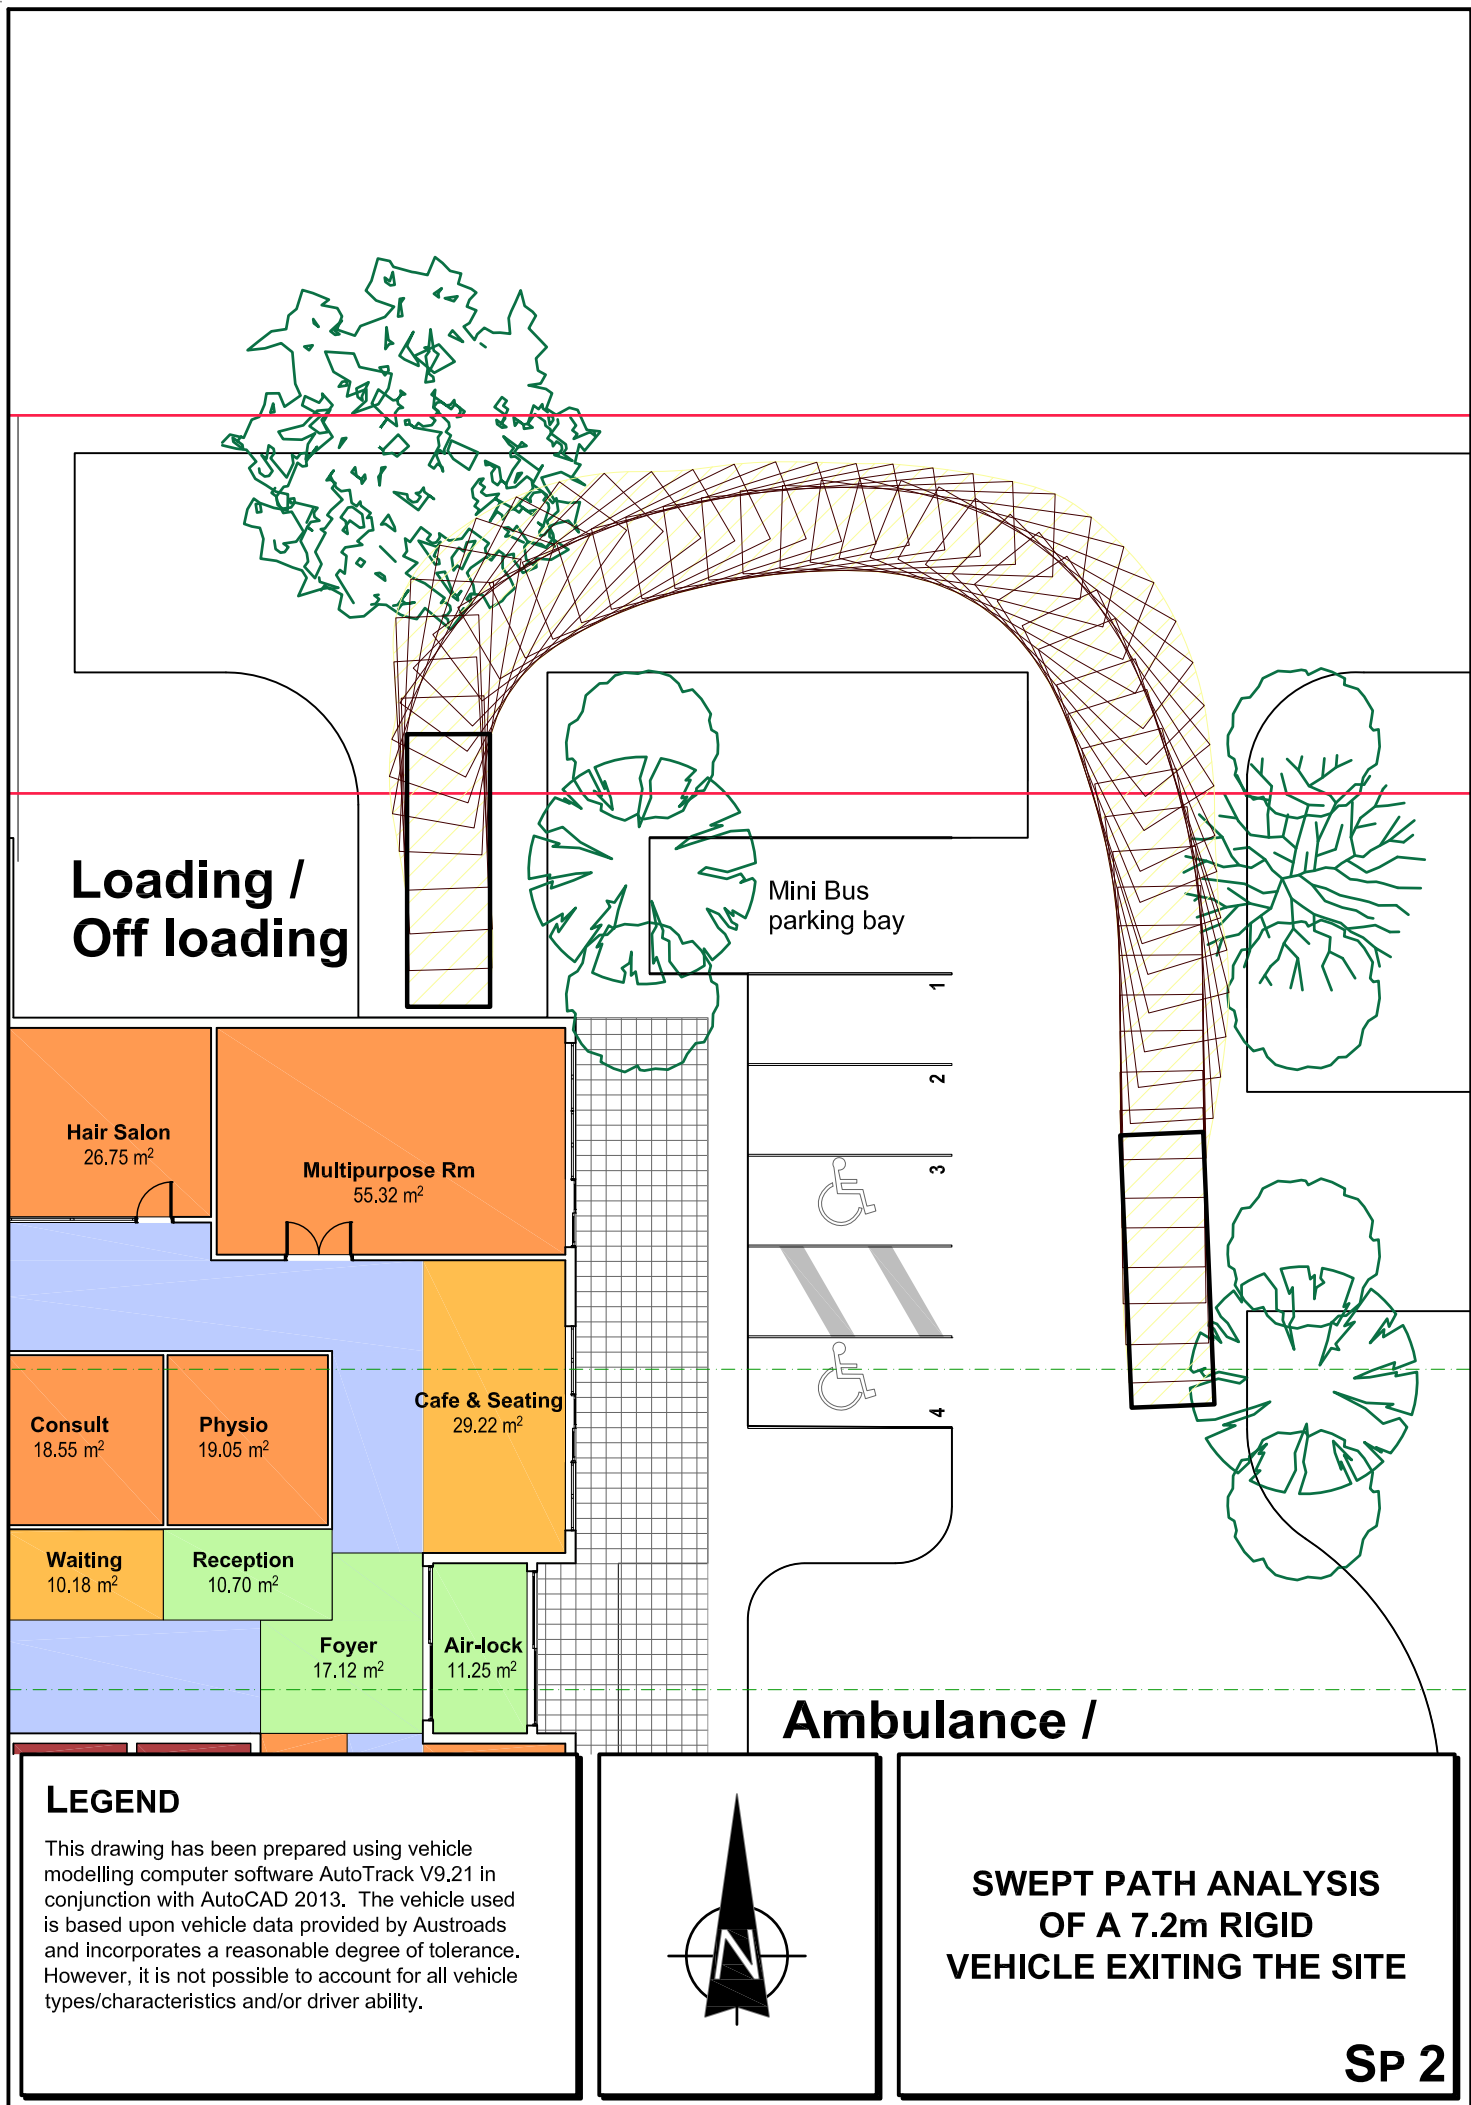 Loading /
Off loading
Mini Bus
parking bay
1
2
3
4
Hair Salon
26.75 m²
Multipurpose Rm
55.32 m²
Cafe & Seating
29.22 m²
Consult
18.55 m²
Physio
19.05 m²
Waiting
10.18 m²
Reception
10.70 m²
Foyer
17.12 m²
Air-lock
11.25 m²
Ambulance /
LEGEND
This drawing has been prepared using vehicle
modelling computer software AutoTrack V9.21 in
conjunction with AutoCAD 2013. The vehicle used
is based upon vehicle data provided by Austroads
and incorporates a reasonable degree of tolerance.
However, it is not possible to account for all vehicle
types/characteristics and/or driver ability.
N
SWEPT PATH ANALYSIS
OF A 7.2m RIGID
VEHICLE EXITING THE SITE
SP 2